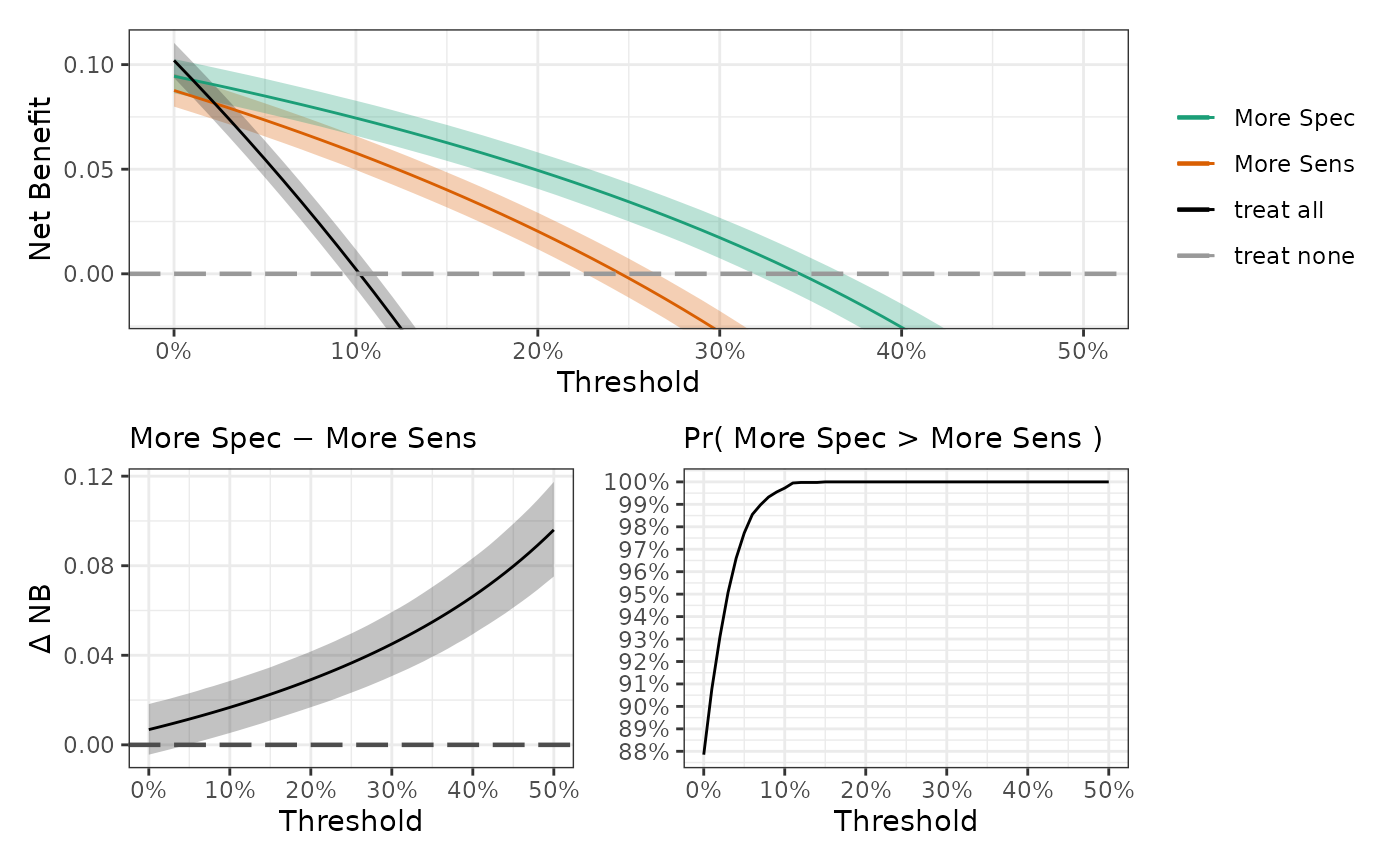 Net Benefit
0.10
0.05
0.00
0% 10% 20% 30% 40% 50%
Threshold
More Spec
More Sens
treat all
treat none
More Spec − More Sens
Δ NB
0.12
0.08
0.04
0.00
0% 10% 20% 30% 40% 50%
Threshold
Pr( More Spec > More Sens )
100%
99%
98%
97%
96%
95%
94%
93%
92%
91%
90%
89%
88%
0% 10% 20% 30% 40% 50%
Threshold